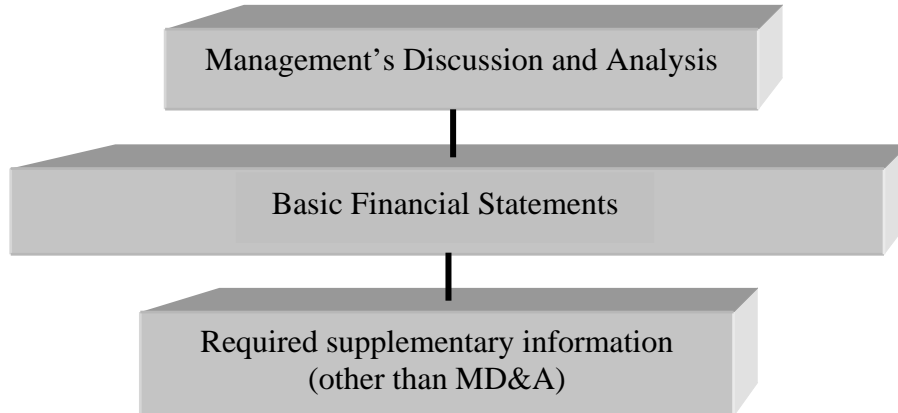 Management’s Discussion and Analysis
Basic Financial Statements
Required supplementary information
(other than MD&A)